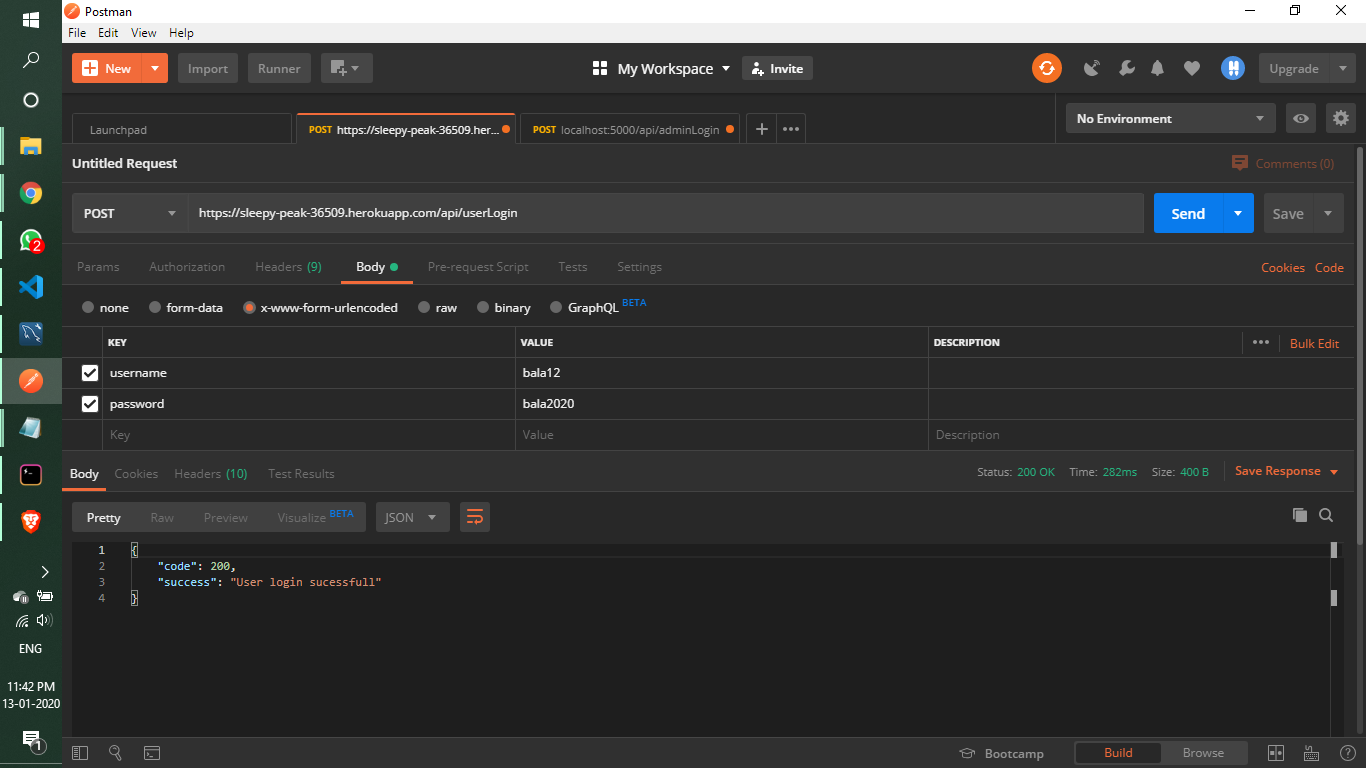 Postman
File Edit View Help
New Import Runner My Workspace Invite Upgrade
Launchpad POST https://sleepy-peak-36509.her... POST localhost:5000/api/adminLogin No Environment
Untitled Request Comments (0)
POST https://sleepy-peak-36509.herokuapp.com/api/userLogin Send Save
Params Authorization Headers (9) Body Pre-request Script Tests Settings Cookies Code
none form-data x-www-form-urlencoded raw binary GraphQL BETA
KEY VALUE DESCRIPTION Bulk Edit
username bala12
password bala2020
Key Value Description
Body Cookies Headers (10) Test Results Status: 200 OK Time: 282ms Size: 400 B Save Response
Pretty Raw Preview Visualize BETA JSON
1 {
2 "code": 200,
3 "success": "User login sucessfull"
4 }
2
ENG
11:42 PM
13-01-2020
1
Bootcamp Build Browse